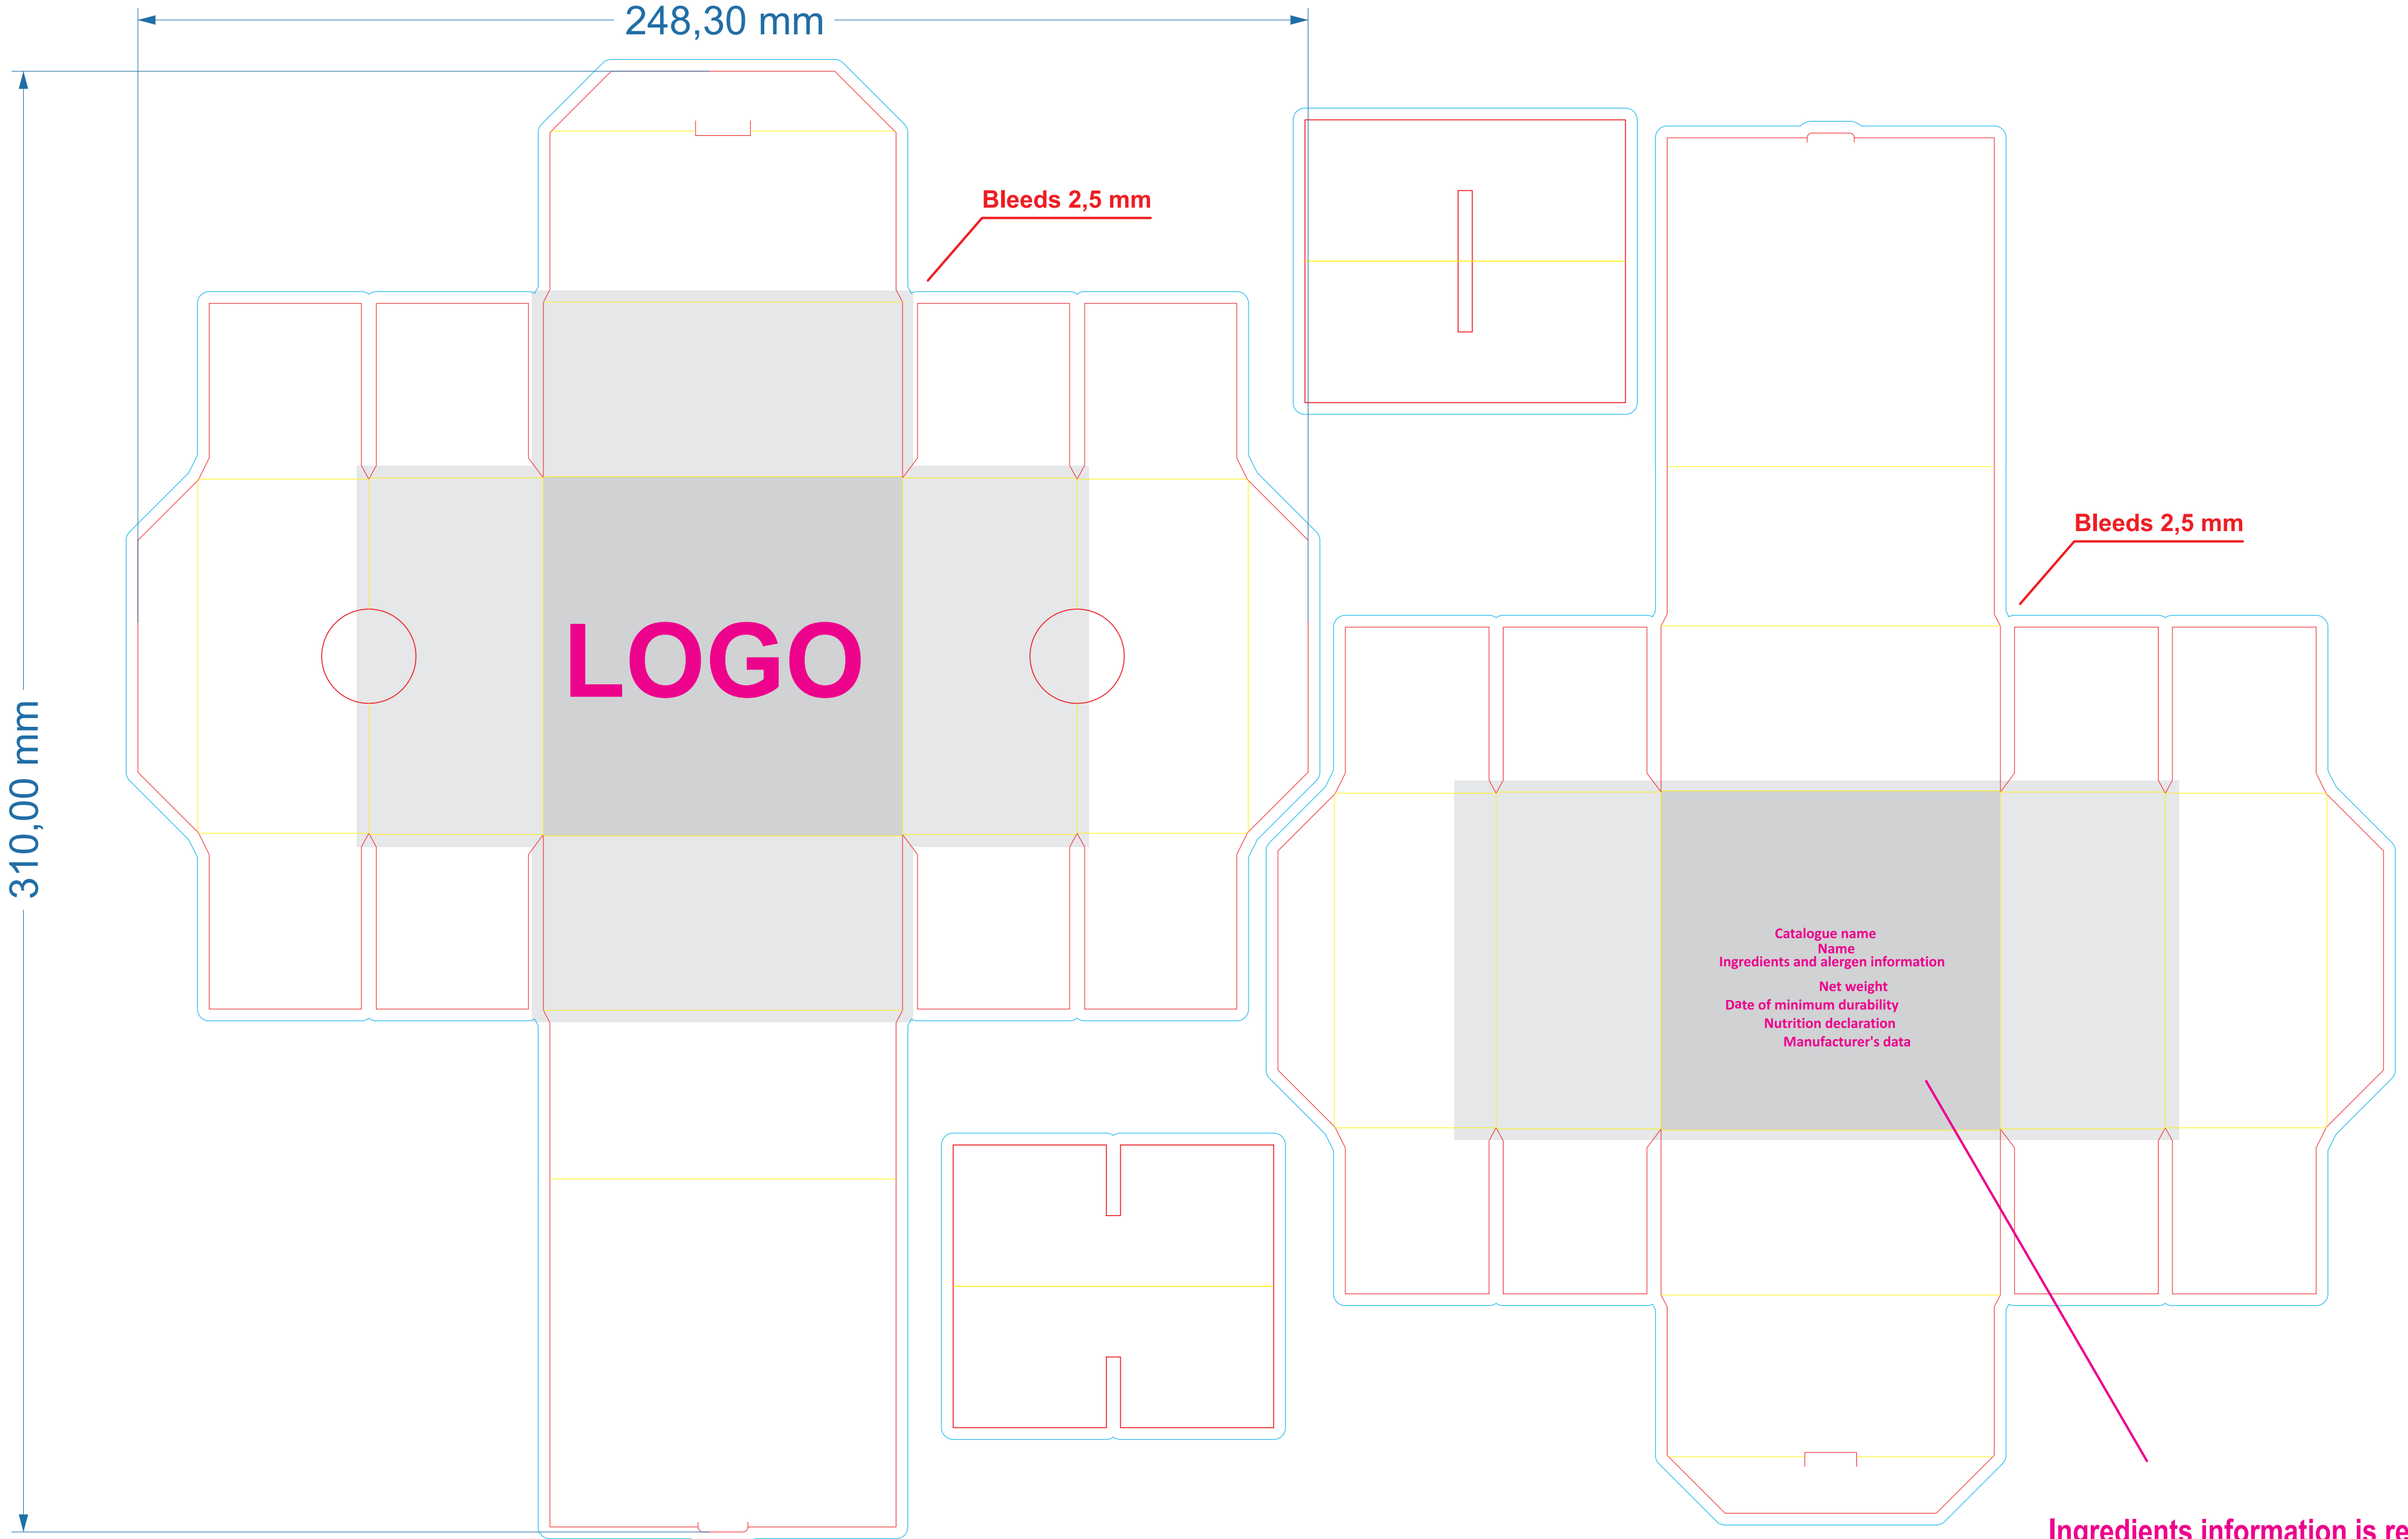 248,30 mm
Bleeds 2,5 mm
Bleeds 2,5 mm
310,00 mm
LOGO
Catalogue name
Name
Ingredients and alergen information
Net weight
Date of minimum durability
Nutrition declaration
Manufacturer's data
Ingredients information is